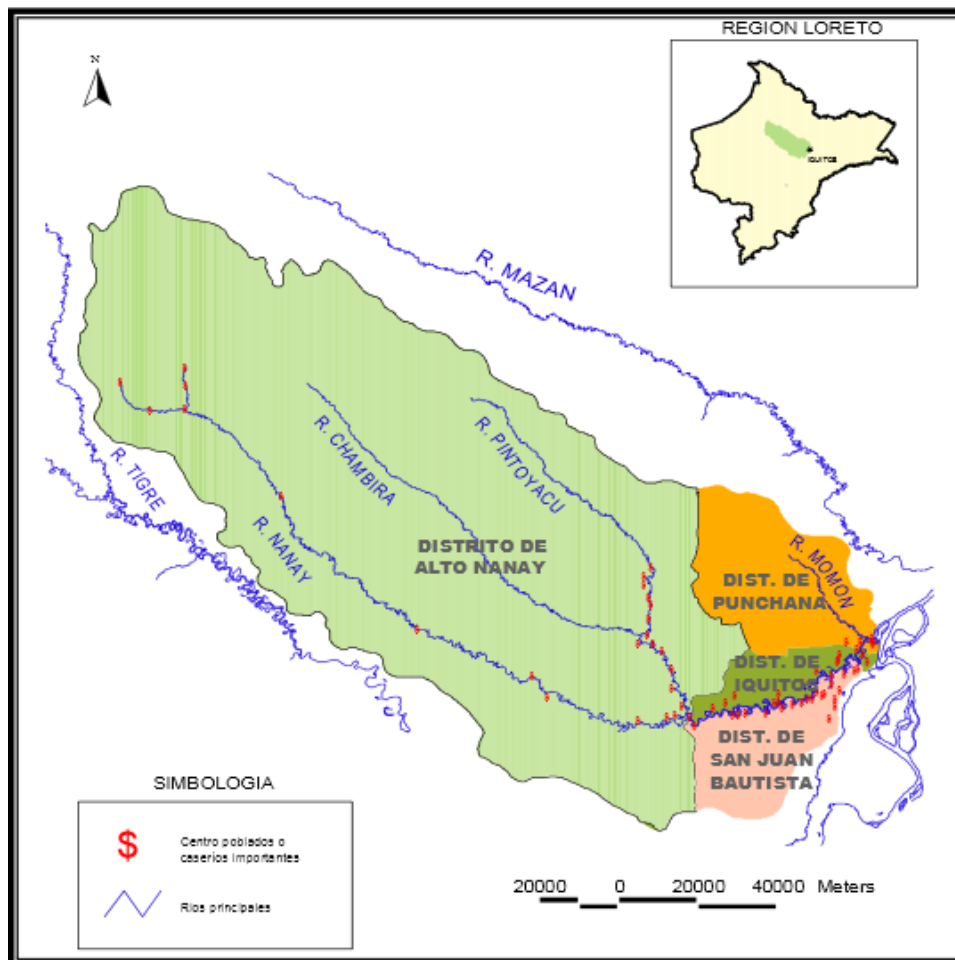 REGION LORETO
IQUITOS
N
R. MAZAN
R. TIGRE
R. NANAY
R. CHAMBIRA
R. PINTOYACU
R. MOMON
DISTRITO DE
ALTO NANAY
DIST. DE
PUNCHANA
DIST. DE
IQUITOS
DIST. DE
SAN JUAN
BAUTISTA
SIMBOLOGIA
$
Centro poblados o
caserios importantes
Rios principales
20000 0 20000 40000 Meters